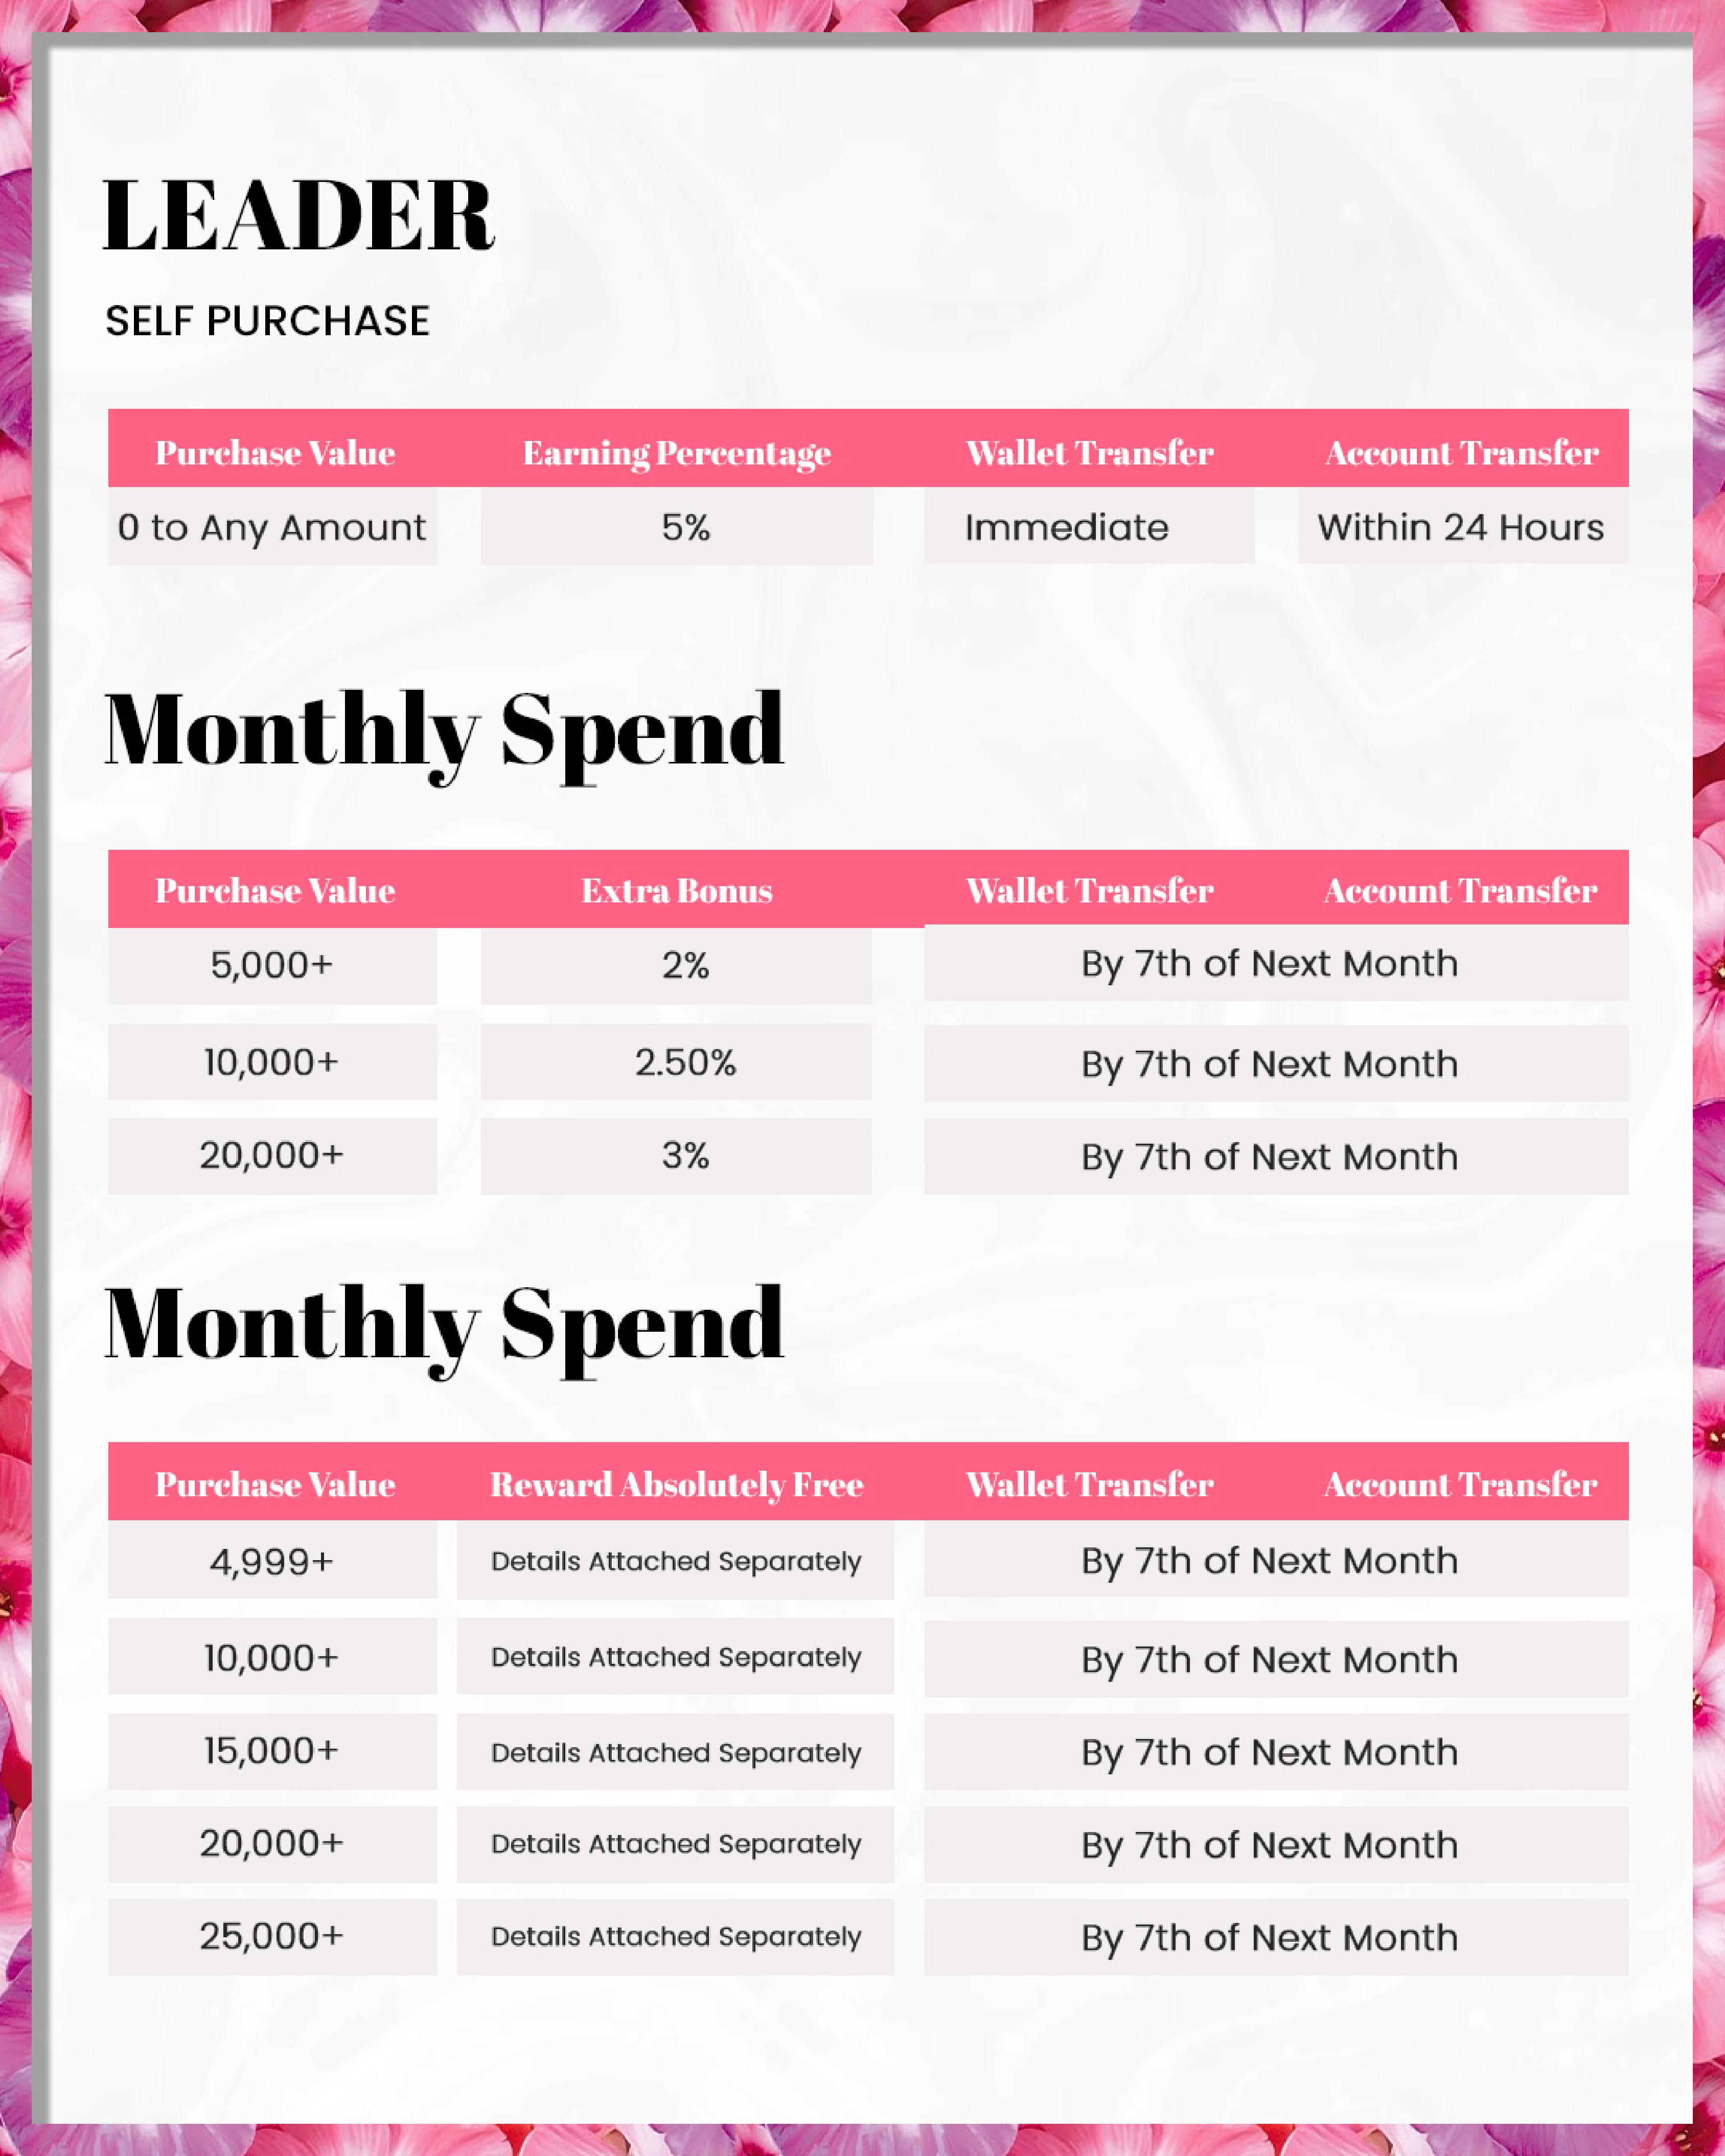 LEADER
SELF PURCHASE
Purchase Value Earning Percentage Wallet Transfer Account Transfer
0 to Any Amount 5% Immediate Within 24 Hours
Monthly Spend
Purchase Value Extra Bonus Wallet Transfer Account Transfer
5,000+ 2% By 7th of Next Month
10,000+ 2.50% By 7th of Next Month
20,000+ 3% By 7th of Next Month
Monthly Spend
Purchase Value Reward Absolutely Free Wallet Transfer Account Transfer
4,999+ Details Attached Separately By 7th of Next Month
10,000+ Details Attached Separately By 7th of Next Month
15,000+ Details Attached Separately By 7th of Next Month
20,000+ Details Attached Separately By 7th of Next Month
25,000+ Details Attached Separately By 7th of Next Month